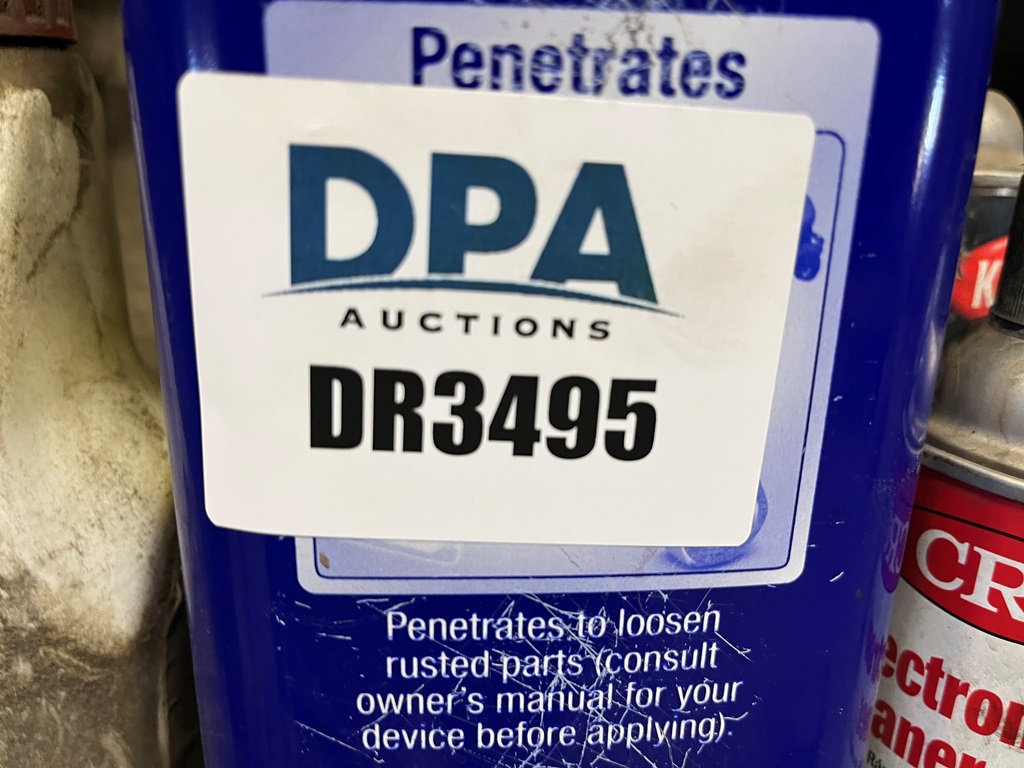 Penetrates
DPA
AUCTIONS
DR3495
Penetrates to loosen
rusted parts (consult
owner's manual for your
device before applying).
K
CR
ectron
aner